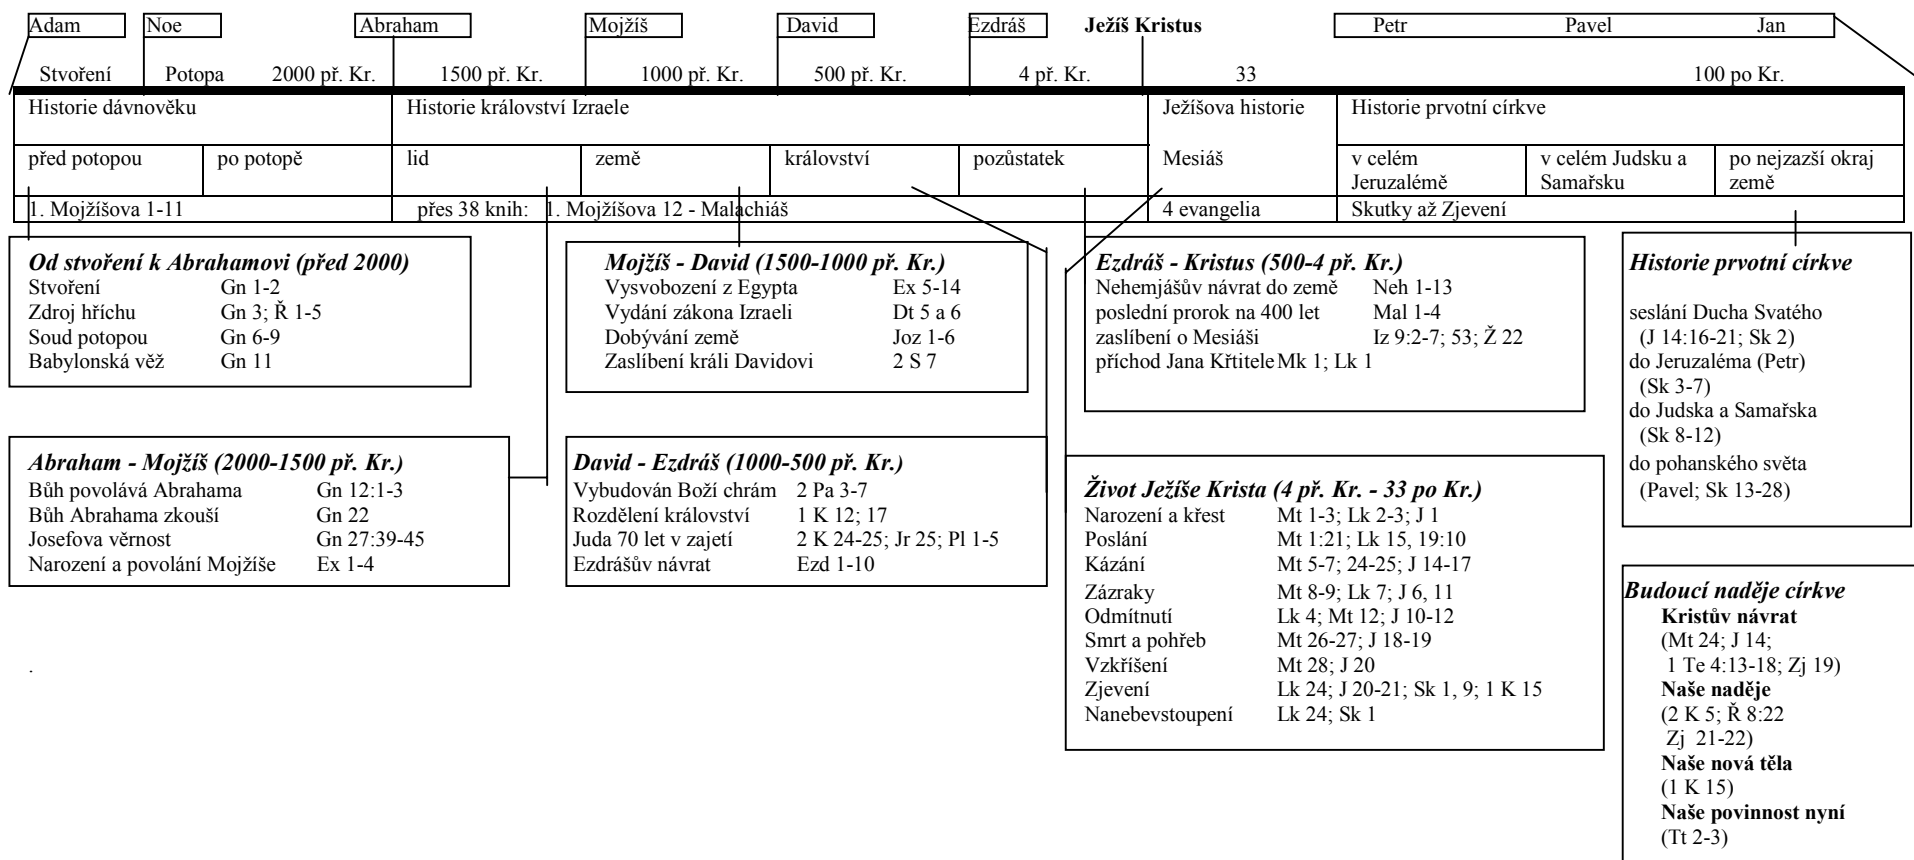 Adam Noe Abraham Mojžíš David Ezdráš Ježíš Kristus Petr Pavel Jan
Stvoření Potopa 2000 př. Kr. 1500 př. Kr. 1000 př. Kr. 500 př. Kr. 4 př. Kr. 33 100 po Kr.
Historie dávnověku Historie království Izraele Ježíšova historie Historie prvotní církve
před potopou po potopě lid země království pozůstatek Mesiáš v celém Jeruzalémě v celém Judsku a Samařsku po nejzazší okraj země
1. Mojžíšova 1-11 přes 38 knih: 1. Mojžíšova 12 - Malachiáš 4 evangelia Skutky až Zjevení
Od stvoření k Abrahamovi (před 2000)
Stvoření Gn 1-2
Zdroj hříchu Gn 3; Ř 1-5
Soud potopou Gn 6-9
Babylonská věž Gn 11
Mojžíš - David (1500-1000 př. Kr.)
Vysvobození z Egypta Ex 5-14
Vydání zákona Izraeli Dt 5 a 6
Dobývání země Joz 1-6
Zaslíbení králi Davidovi 2 S 7
Ezdráš - Kristus (500-4 př. Kr.)
Nehemjášův návrat do země Neh 1-13
poslední prorok na 400 let Mal 1-4
zaslíbení o Mesiáši Iz 9:2-7; 53; Ž 22
příchod Jana Křtitele Mk 1; Lk 1
Historie prvotní církve
seslání Ducha Svatého
(J 14:16-21; Sk 2)
do Jeruzaléma (Petr)
(Sk 3-7)
do Judska a Samařska
(Sk 8-12)
do pohanského světa
(Pavel; Sk 13-28)
Abraham - Mojžíš (2000-1500 př. Kr.)
Bůh povolává Abrahama Gn 12:1-3
Bůh Abrahama zkouší Gn 22
Josefova věrnost Gn 27:39-45
Narození a povolání Mojžíše Ex 1-4
David - Ezdráš (1000-500 př. Kr.)
Vybudován Boží chrám 2 Pa 3-7
Rozdělení království 1 K 12; 17
Juda 70 let v zajetí 2 K 24-25; Jr 25; Pl 1-5
Ezdrášův návrat Ezd 1-10
Život Ježíše Krista (4 př. Kr. - 33 po Kr.)
Narození a křest Mt 1-3; Lk 2-3; J 1
Poslání Mt 1:21; Lk 15, 19:10
Kázání Mt 5-7; 24-25; J 14-17
Zázraky Mt 8-9; Lk 7; J 6, 11
Odmítnutí Lk 4; Mt 12; J 10-12
Smrt a pohřeb Mt 26-27; J 18-19
Vzkříšení Mt 28; J 20
Zjevení Lk 24; J 20-21; Sk 1, 9; 1 K 15
Nanebevstoupení Lk 24; Sk 1
Budoucí naděje církve
Kristův návrat
(Mt 24; J 14;
1 Te 4:13-18; Zj 19)
Naše naděje
(2 K 5; Ř 8:22
Zj 21-22)
Naše nová těla
(1 K 15)
Naše povinnost nyní
(Tt 2-3)
.